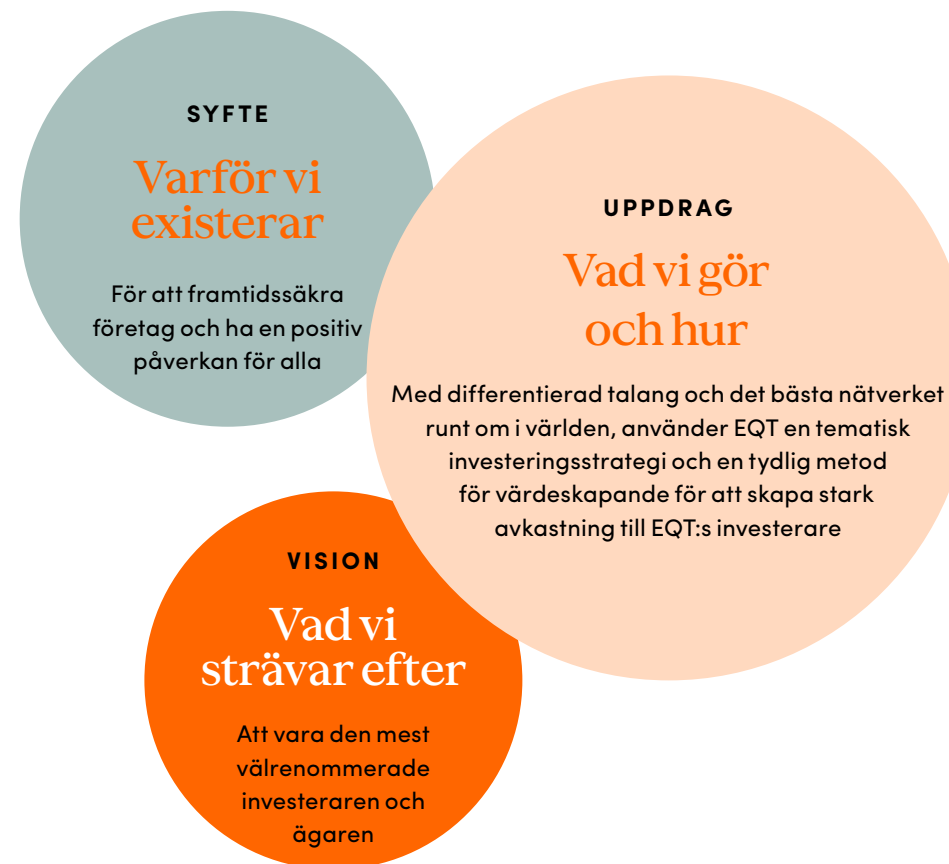 SYFTE
Varför vi
existerar
För att framtidssäkra
företag och ha en positiv
påverkan för alla
UPPDRAG
Vad vi gör
och hur
Med differentierad talang och det bästa nätverket
runt om i världen, använder EQT en tematisk
investeringsstrategi och en tydlig metod
för värdeskapande för att skapa stark
avkastning till EQT:s investerare
VISION
Vad vi
strävar efter
Att vara den mest
välrenommerade
investeraren och
ägaren